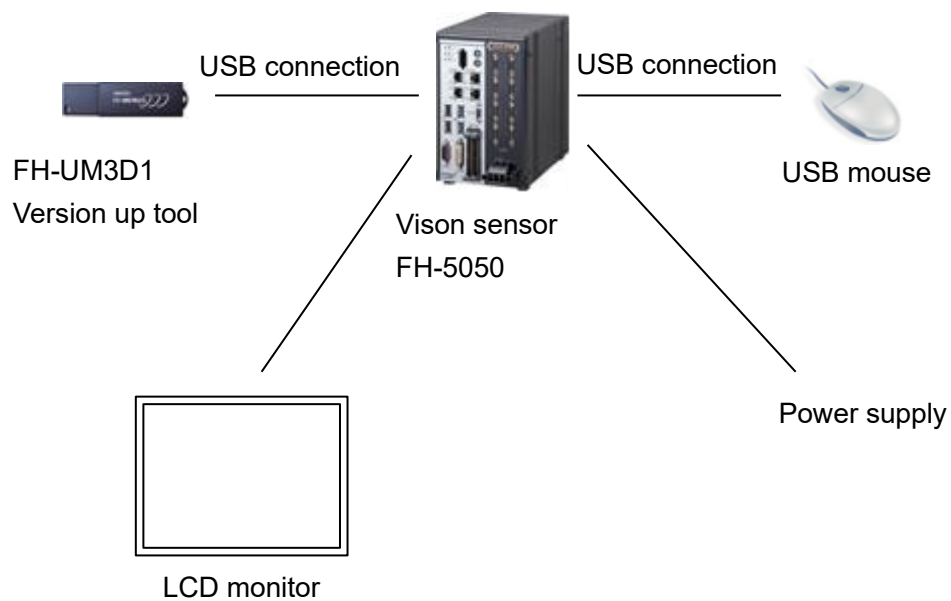 USB connection
USB connection
FH-UM3D1
Version up tool
USB mouse
Vison sensor
FH-5050
Power supply
LCD monitor